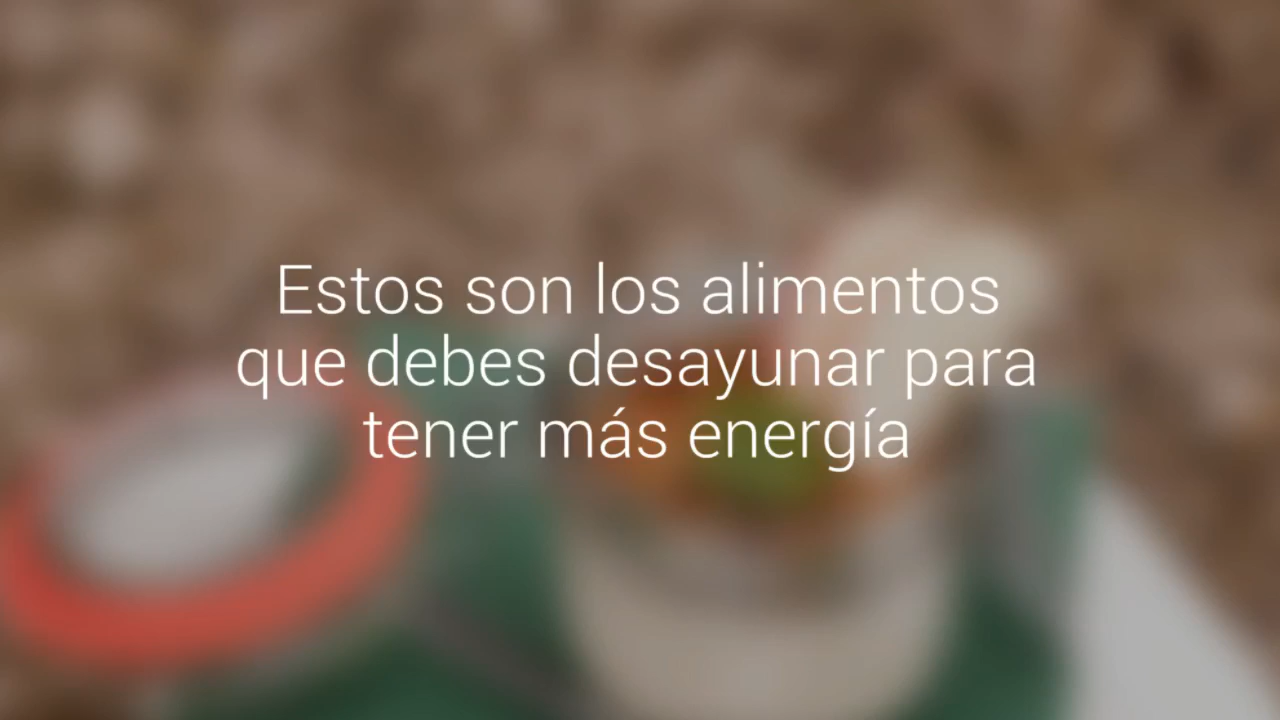 Estos son los alimentos
que debes desayunar para
tener más energía